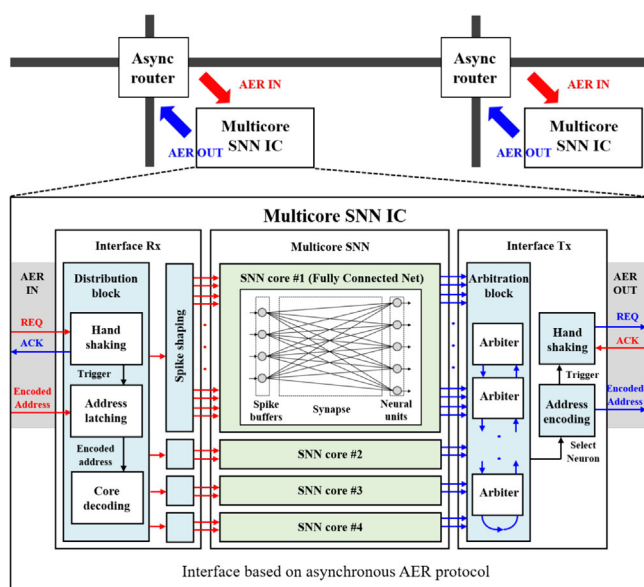 Async
router
AER IN
AER OUT
Multicore
SNN IC
Async
router
AER IN
AER OUT
Multicore
SNN IC
Multicore SNN IC
Interface Rx
Multicore SNN
Interface Tx
AER
IN
REQ
ACK
Encoded
Address
Distribution
block
Hand
shaking
Trigger
Address
latching
Encoded
address
Core
decoding
Spike shaping
SNN core #1 (Fully Connected Net)
Spike
buffers
Synapse
Neural
units
SNN core #2
SNN core #3
SNN core #4
Arbitration
block
Arbiter
Arbiter
Arbiter
Hand
shaking
Trigger
Address
encoding
Select
Neuron
AER
OUT
REQ
ACK
Encoded
Address
Interface based on asynchronous AER protocol